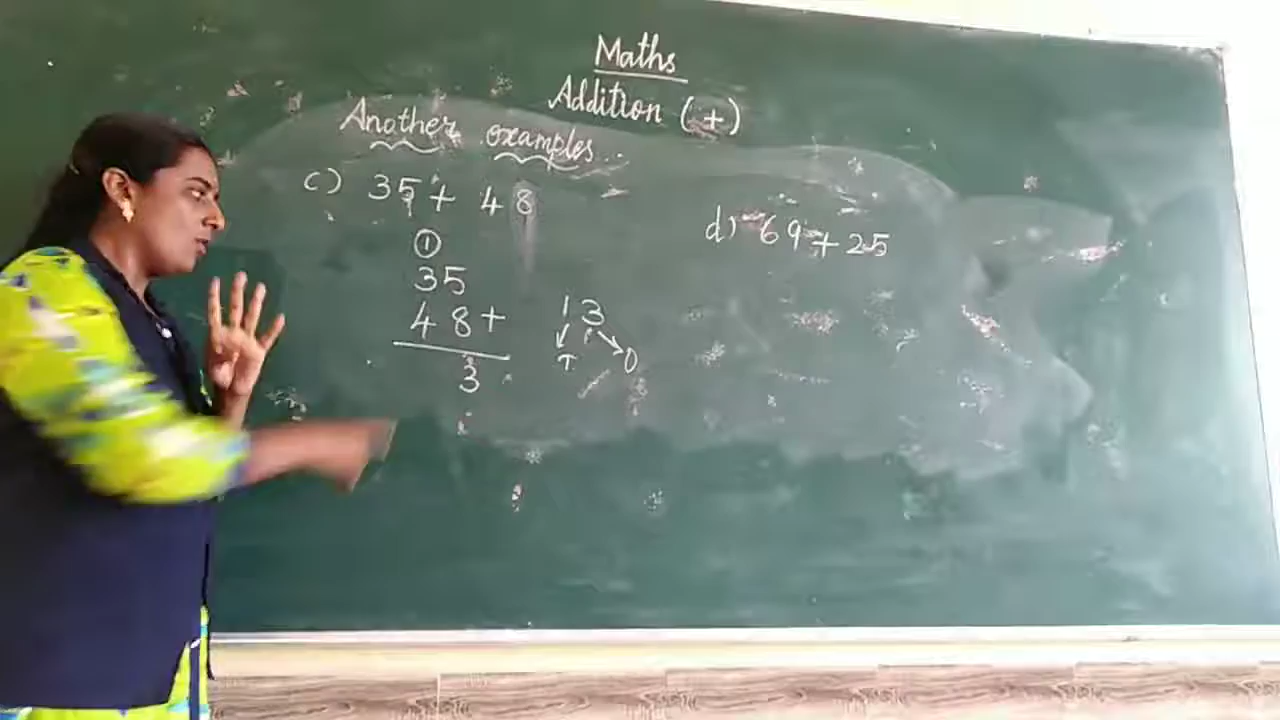 Maths
Addition (+)
Another examples...
c) 35 + 48
①
35
48+
3
13
T O
d) 69 + 25